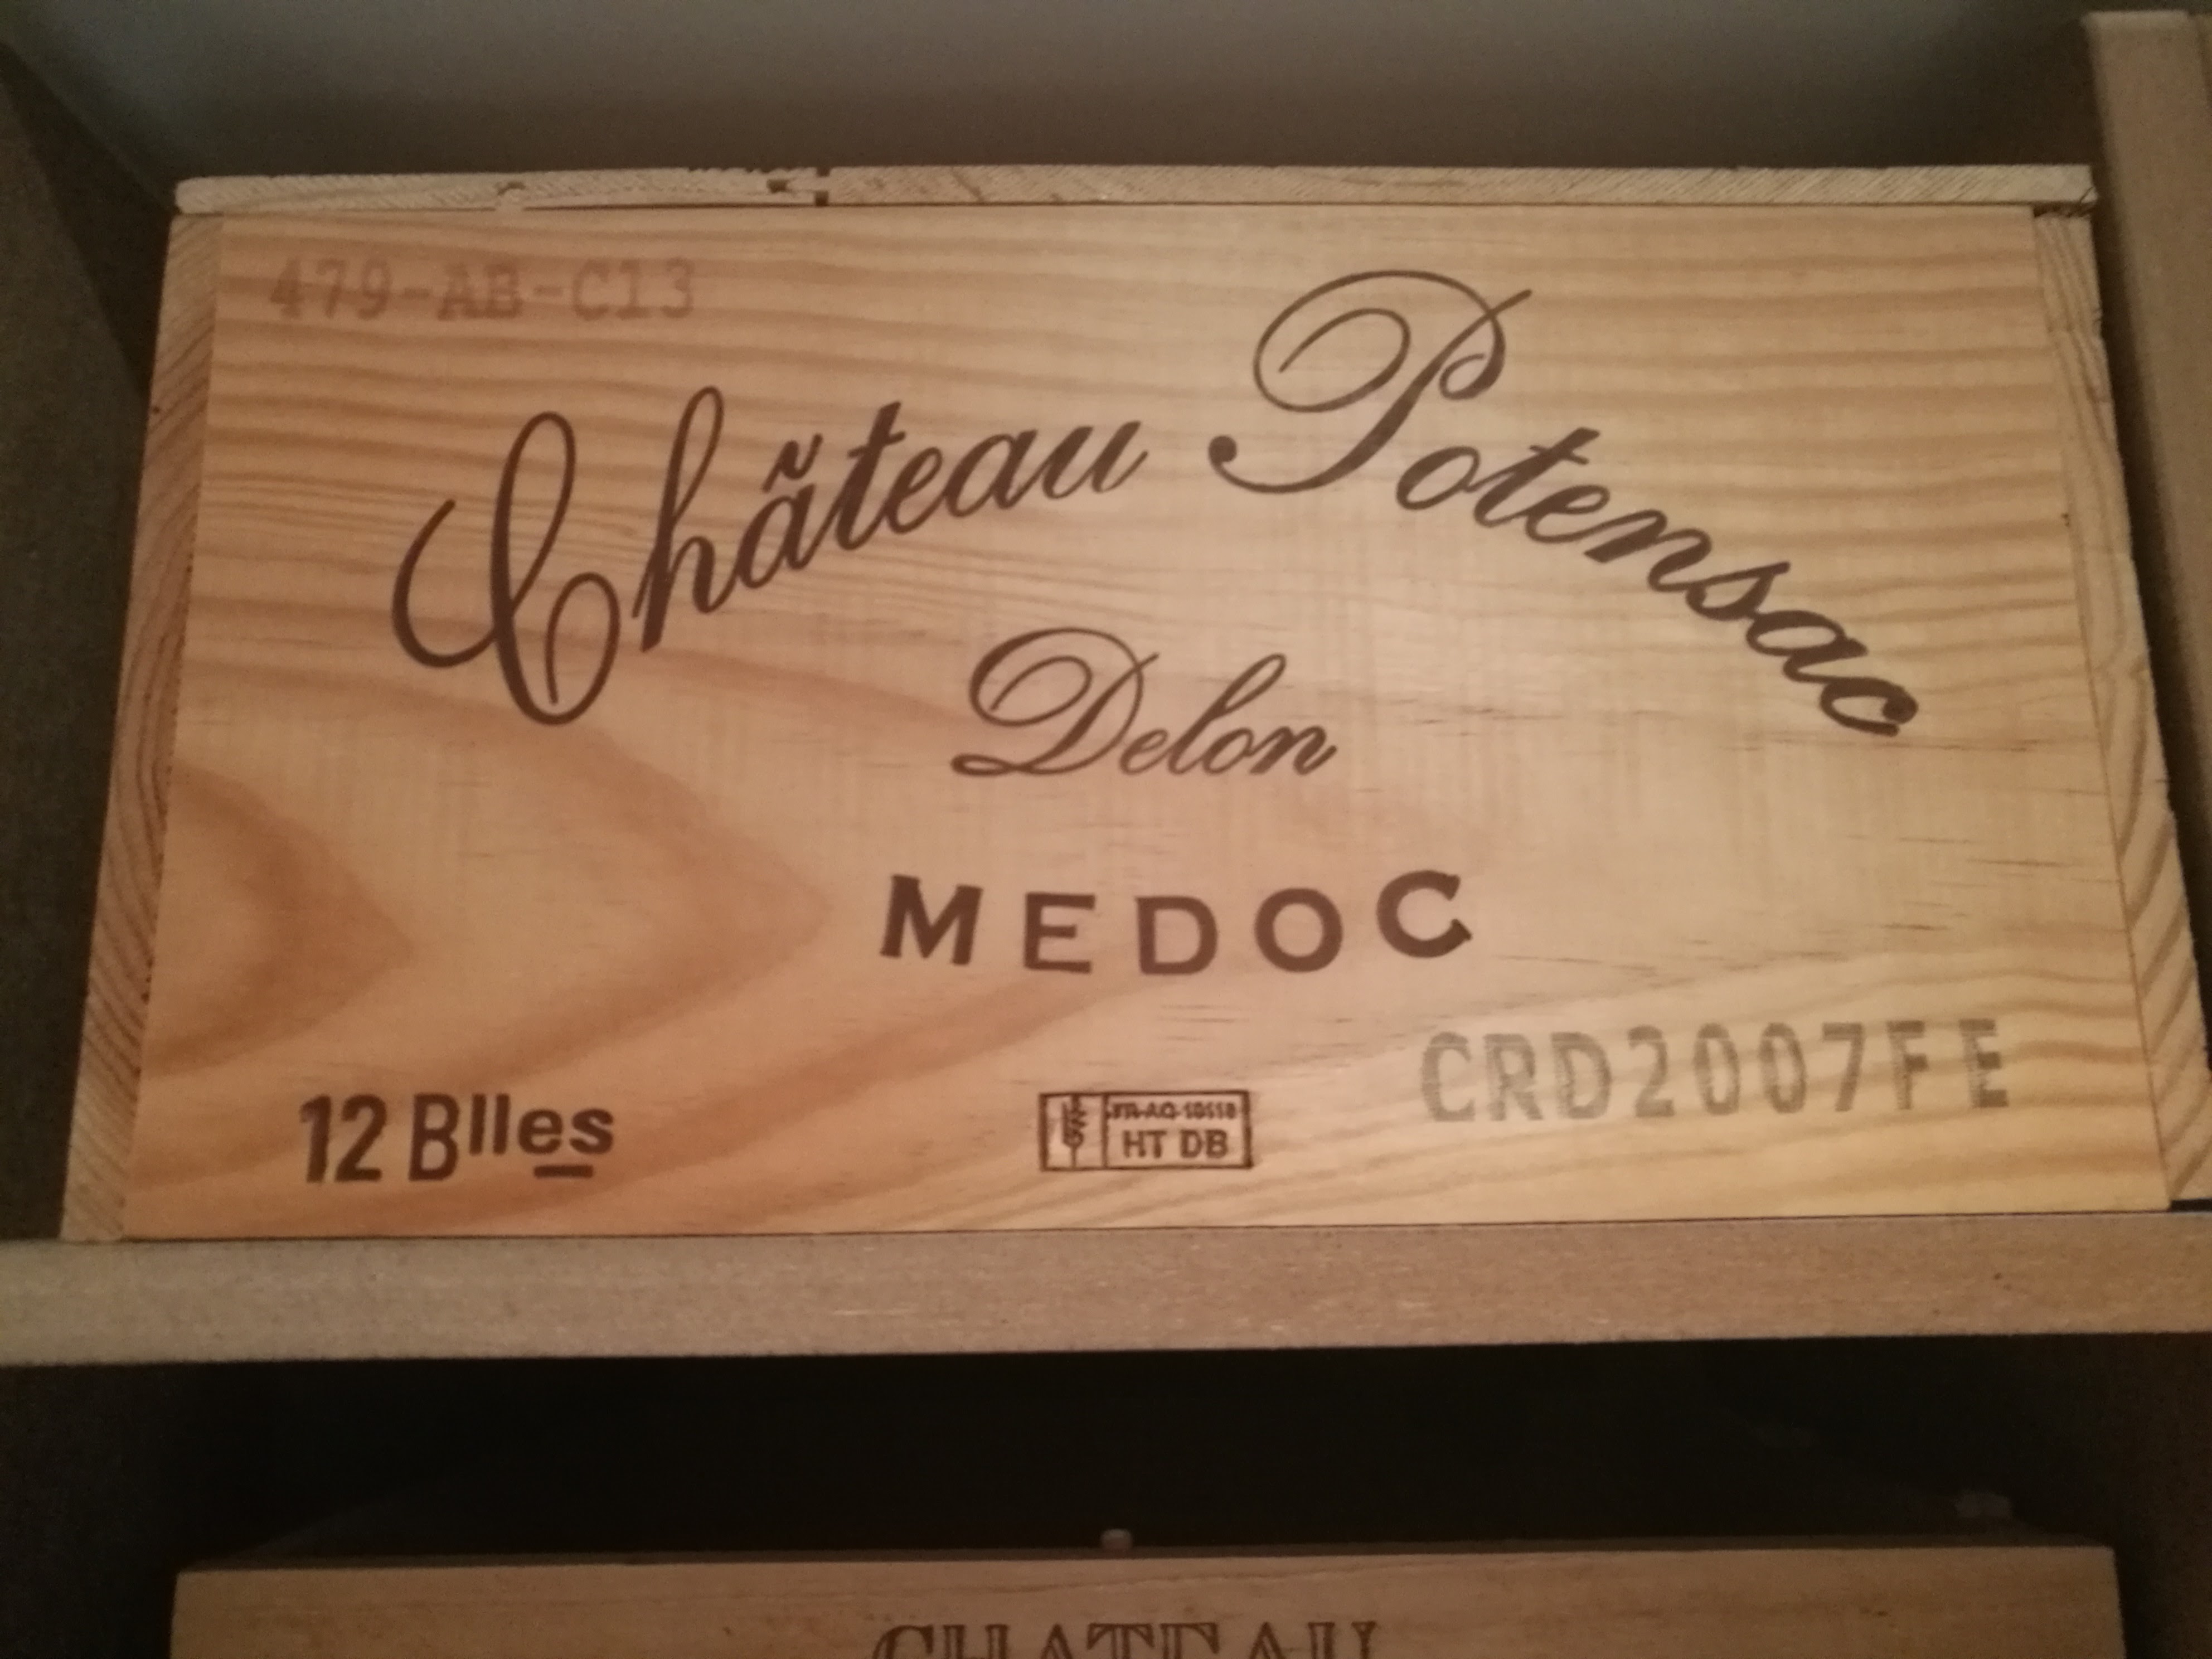 479-AB-C13
Château Potensac
Delon
MEDOC
12 Blles
HT DB
CRD2007FE
CHATEAU